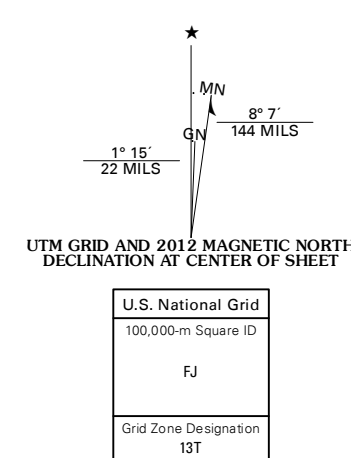 ★
MN
8° 7´
144 MILS
GN
1° 15´
22 MILS
UTM GRID AND 2012 MAGNETIC NORTH
DECLINATION AT CENTER OF SHEET
U.S. National Grid
100,000-m Square ID
FJ
Grid Zone Designation
13T